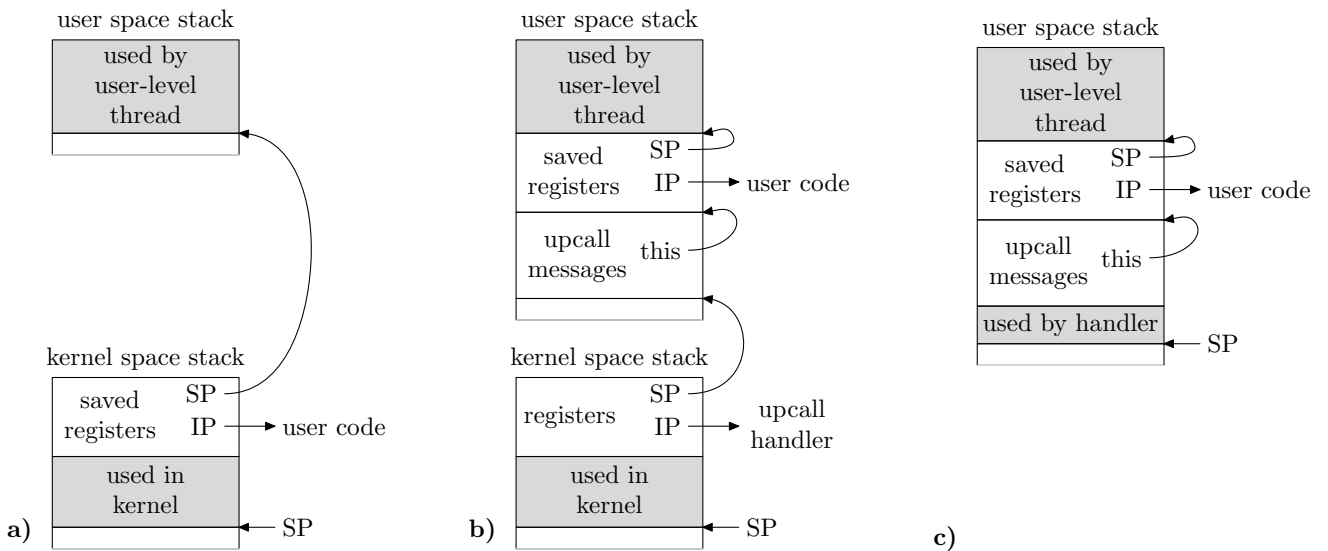 user space stack
used by
user-level
thread
kernel space stack
saved
registers
SP
IP
user code
used in
kernel
SP
a)
user space stack
used by
user-level
thread
saved
registers
SP
IP
user code
upcall
messages
this
kernel space stack
registers
SP
IP
upcall
handler
used in
kernel
SP
b)
user space stack
used by
user-level
thread
saved
registers
SP
IP
user code
upcall
messages
this
used by handler
SP
c)